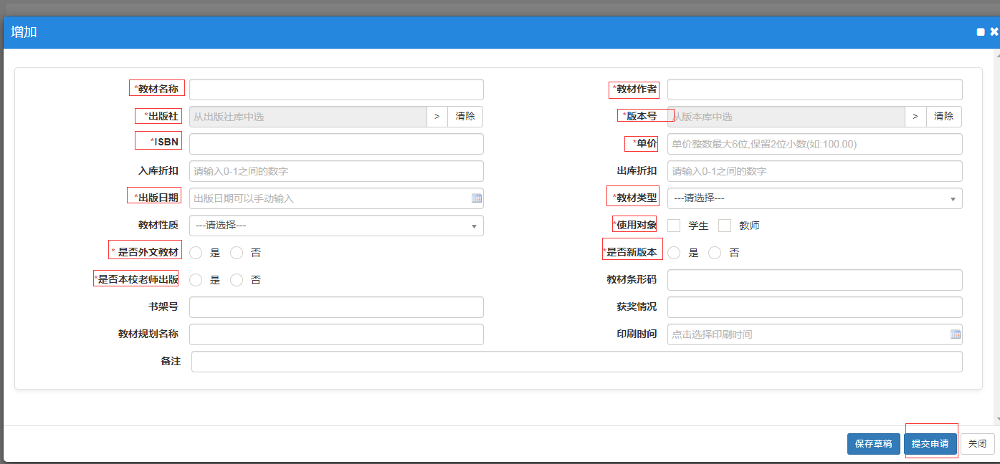 增加
*教材名称 *教材作者
*出版社 从出版社库中选 > 清除 *版本号 从版本库中选 > 清除
*ISBN *单价 单价整数最大6位,保留2位小数(如:100.00)
入库折扣 请输入0-1之间的数字 出库折扣 请输入0-1之间的数字
*出版日期 出版日期可以手动输入 *教材类型 ---请选择---
教材性质 ---请选择--- *使用对象 学生 教师
* 是否外文教材 是 否 *是否新版本 是 否
*是否本校老师出版 是 否 教材条形码
书架号 获奖情况
教材规划名称 印刷时间 点击选择印刷时间
备注
保存草稿 提交申请 关闭